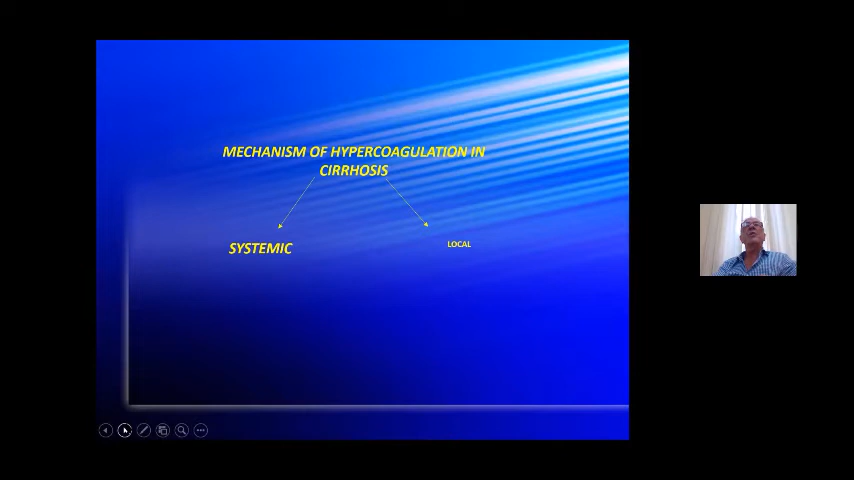 MECHANISM OF HYPERCOAGULATION IN
CIRRHOSIS
SYSTEMIC
LOCAL